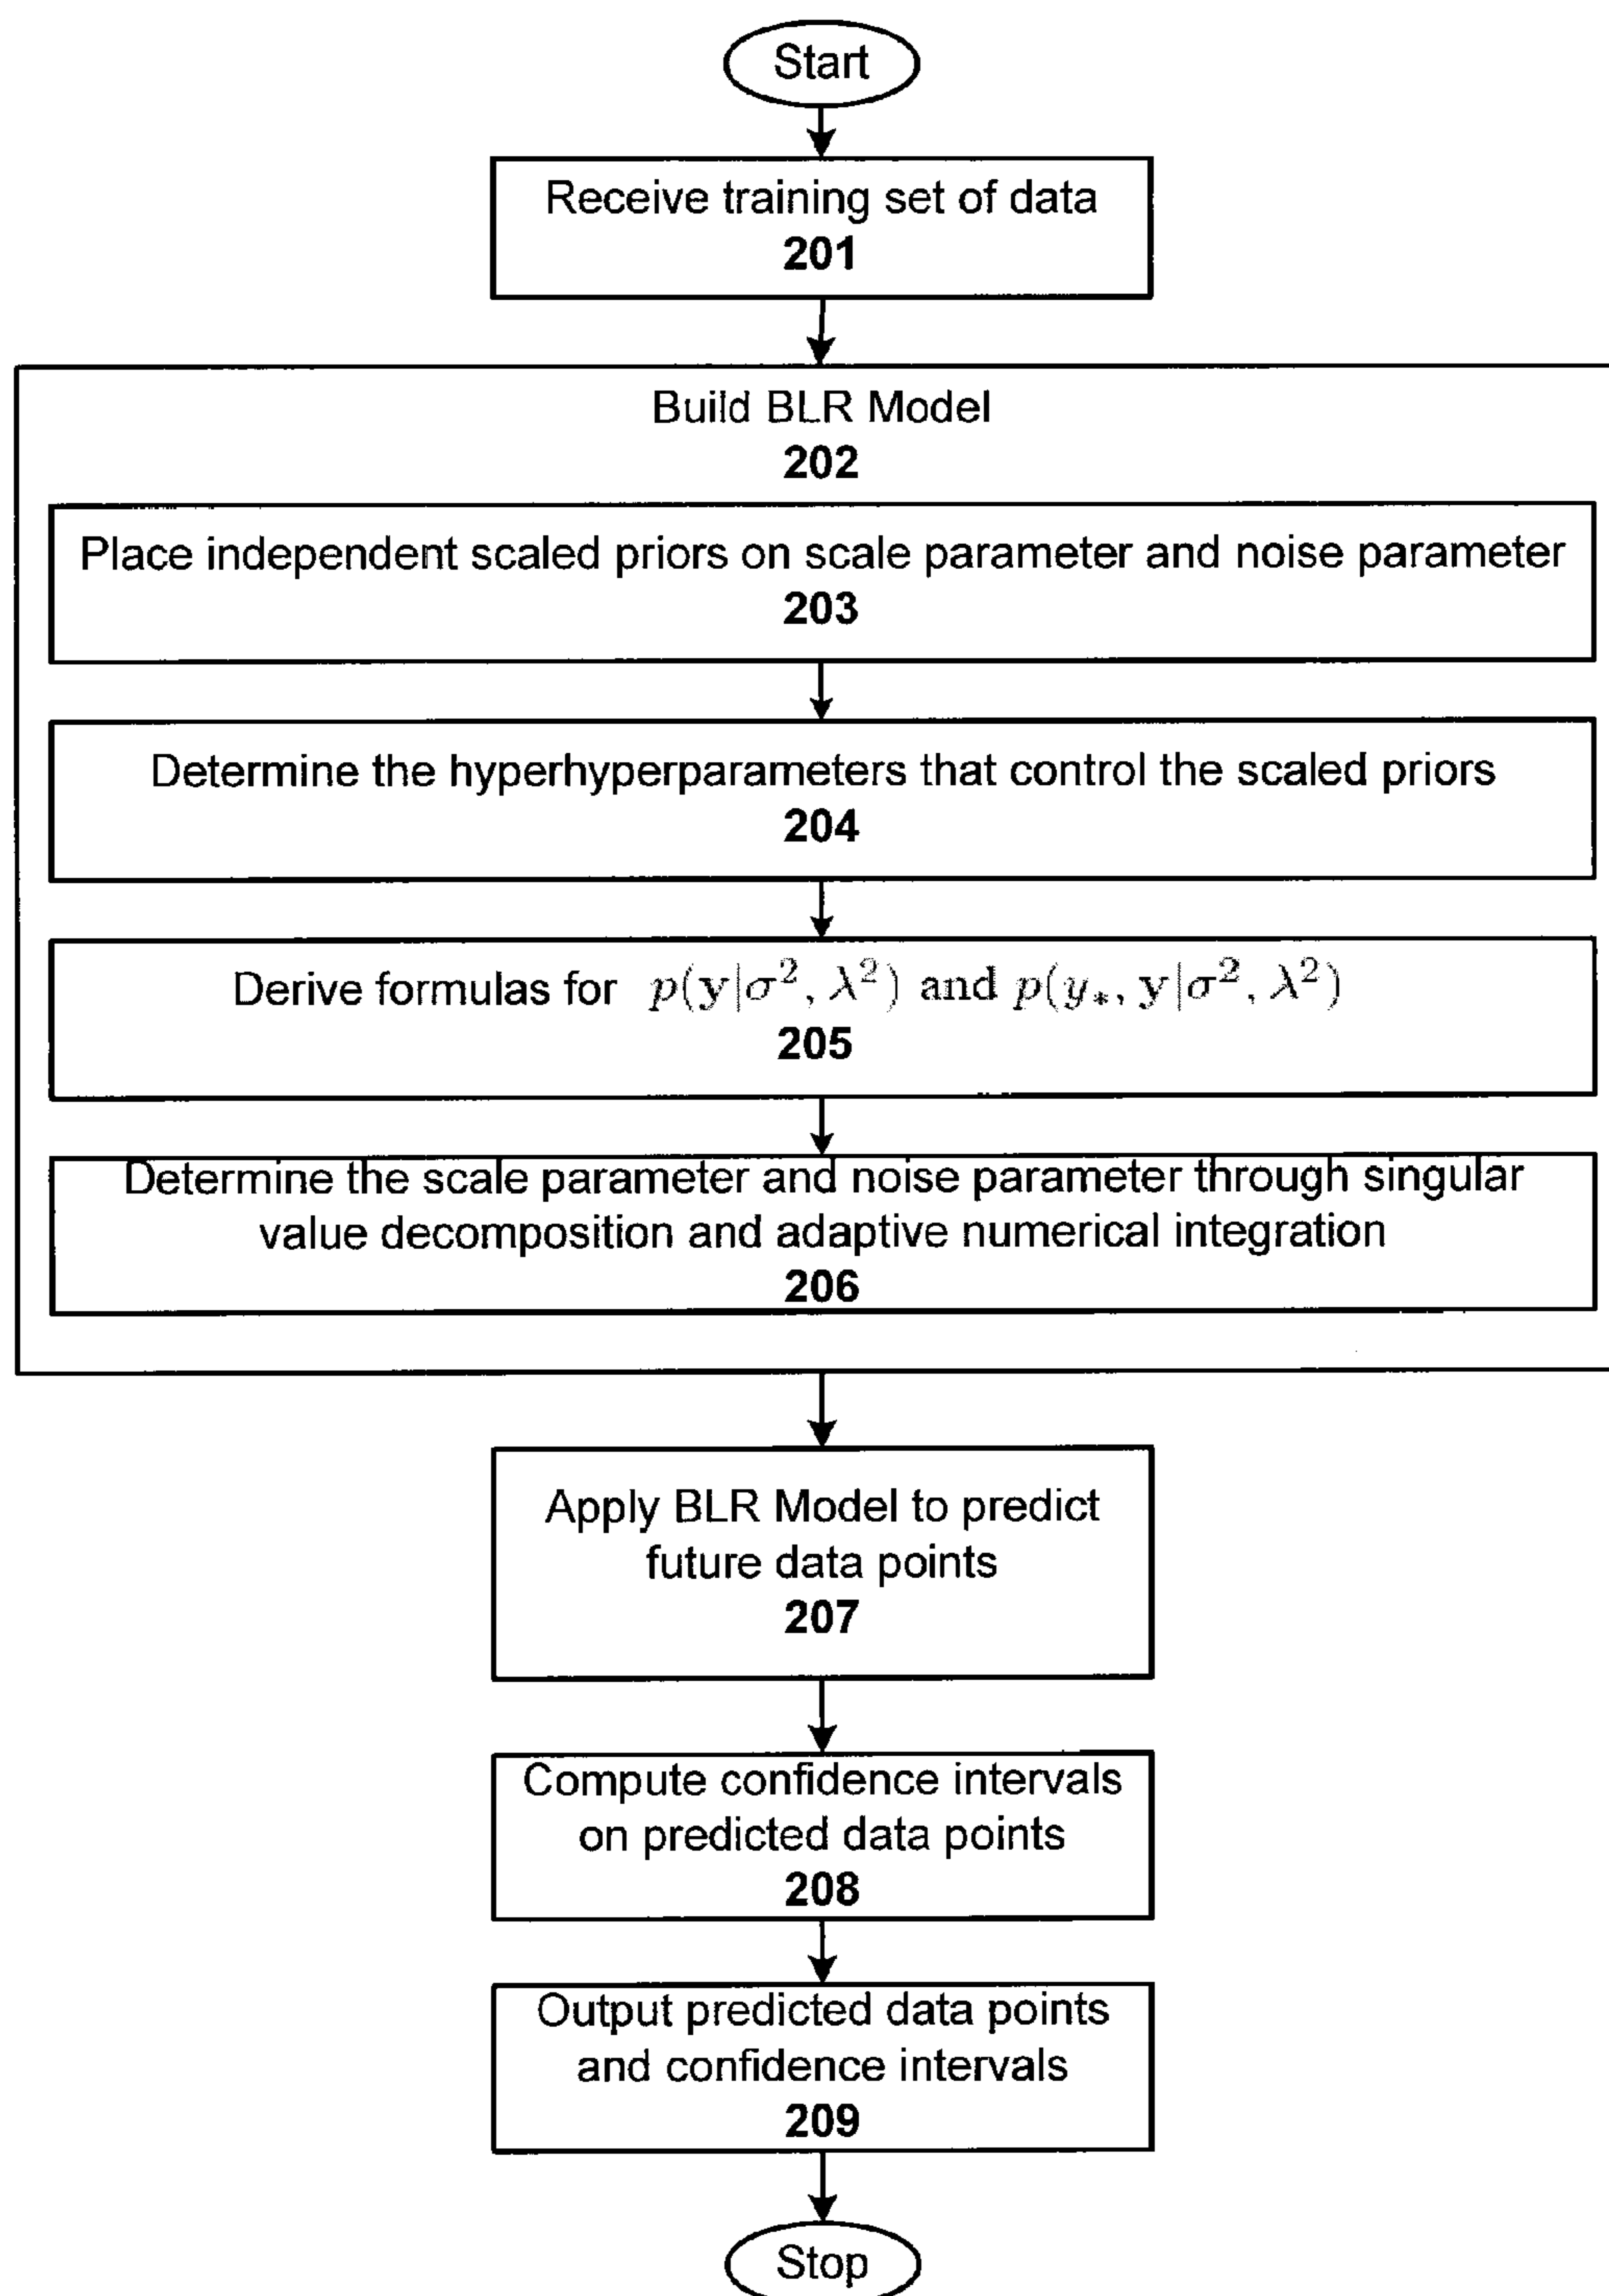 Start
Receive training set of data
201
Build BLR Model
202
Place independent scaled priors on scale parameter and noise parameter
203
Determine the hyperhyperparameters that control the scaled priors
204
Derive formulas for p(y|σ², λ²) and p(y*, y|σ², λ²)
205
Determine the scale parameter and noise parameter through singular
value decomposition and adaptive numerical integration
206
Apply BLR Model to predict
future data points
207
Compute confidence intervals
on predicted data points
208
Output predicted data points
and confidence intervals
209
Stop